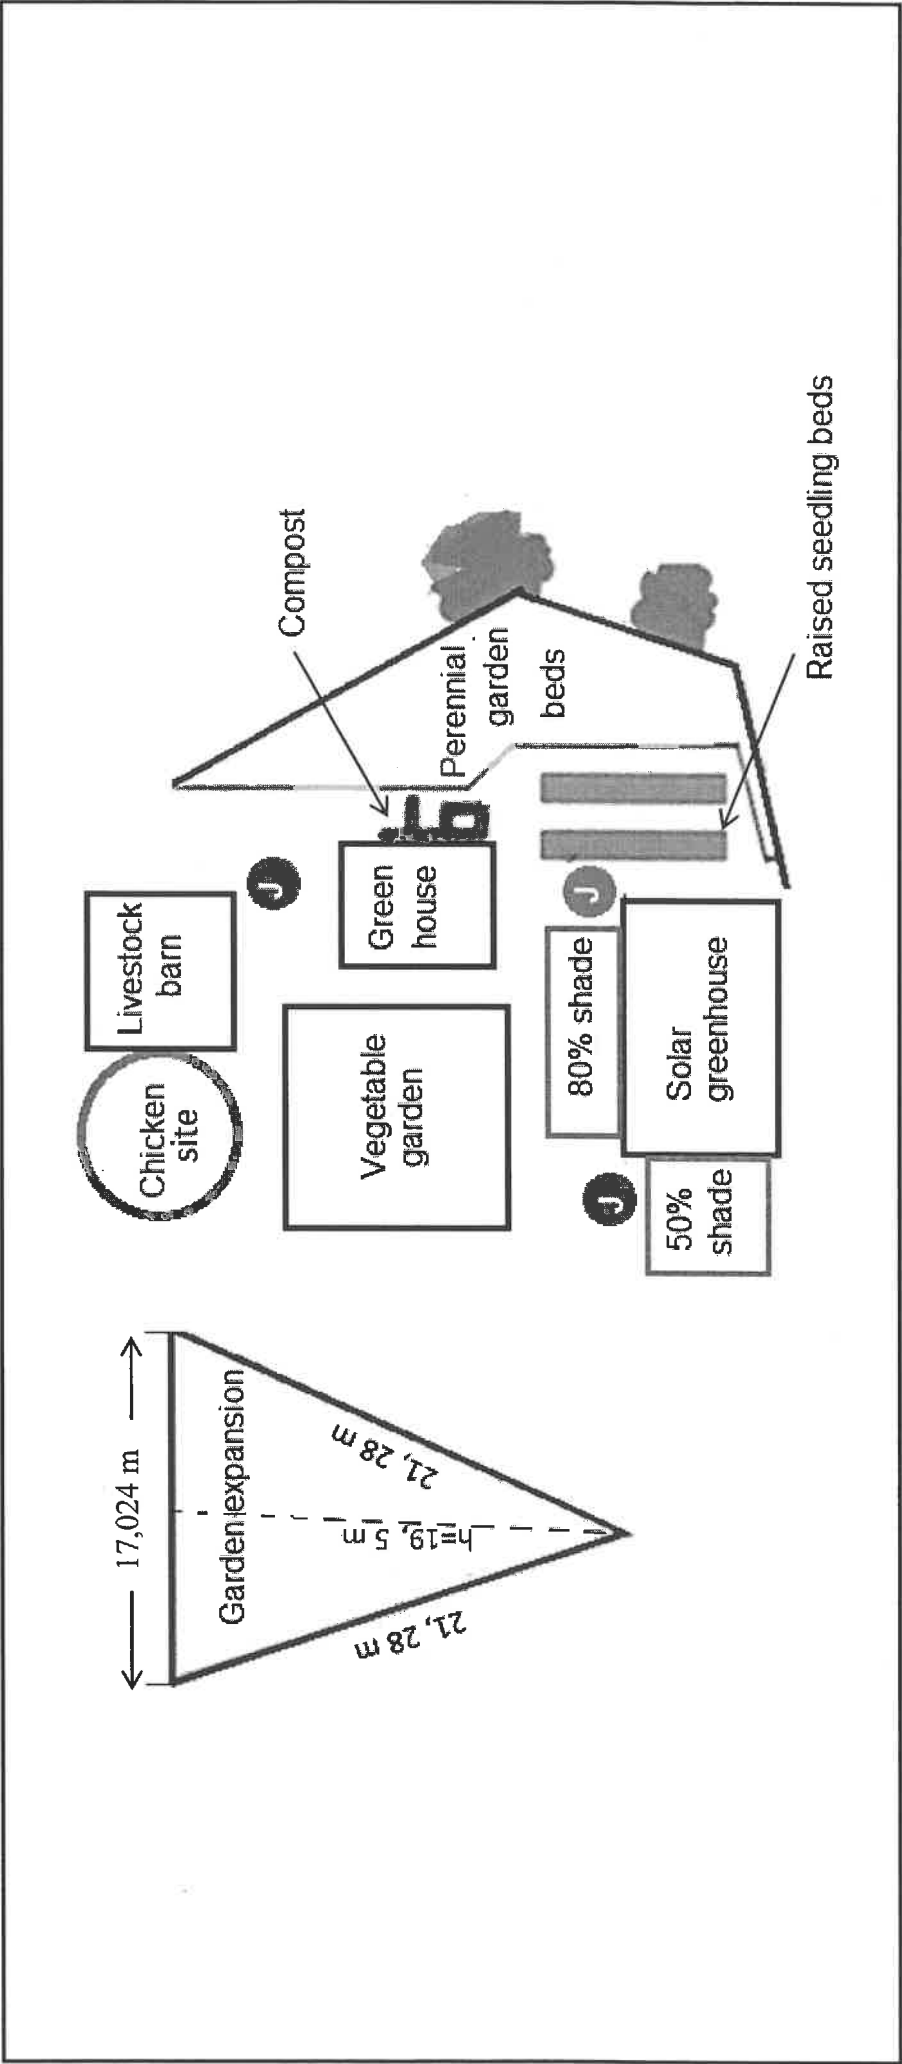 17,024 m
Garden expansion
21, 28 m
h=19, 5 m
21, 28 m
Chicken
site
Livestock
barn
J
Compost
Vegetable
garden
Green
house
Perennial
garden
beds
J
50%
shade
80% shade
J
Solar
greenhouse
Raised seedling beds